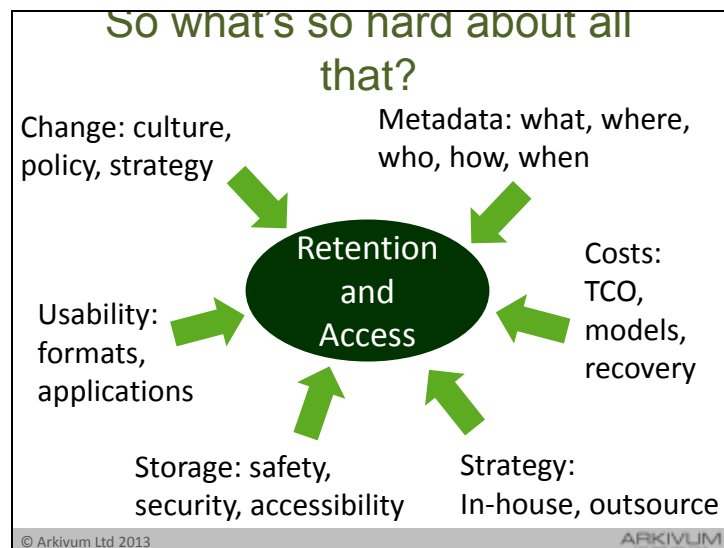 So what's so hard about all
that?
Change: culture,
policy, strategy
Metadata: what, where,
who, how, when
Retention
and
Access
Costs:
TCO,
models,
recovery
Usability:
formats,
applications
Storage: safety,
security, accessibility
Strategy:
In-house, outsource
© Arkivum Ltd 2013
ARKIVUM